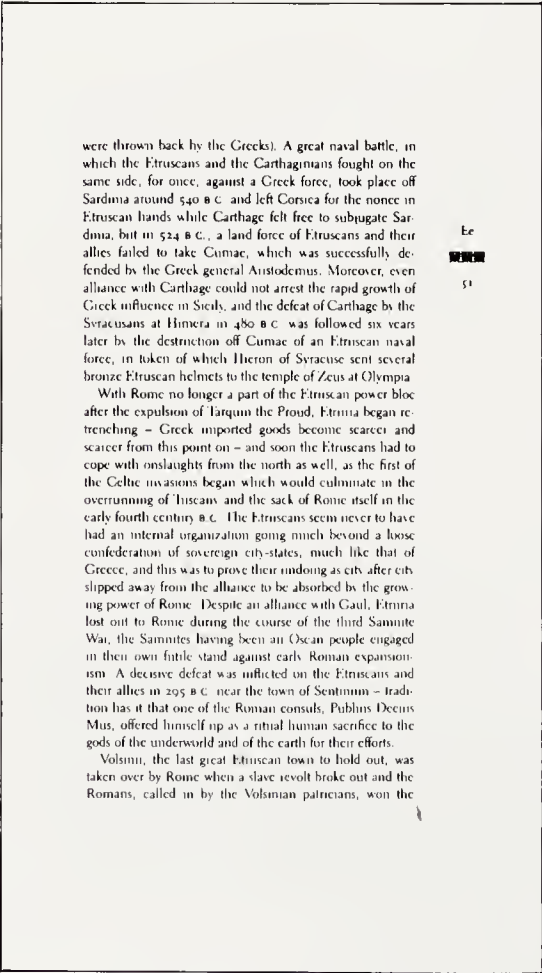 were thrown back by the Greeks). A great naval battle, in
which the Etruscans and the Carthaginians fought on the
same side, for once, against a Greek force, took place off
Sardinia around 540 B C and left Corsica for the nonce in
Etruscan hands while Carthage felt free to subjugate Sar-
dinia, but in 524 B C., a land force of Etruscans and their
allies failed to take Cumae, which was successfully de-
fended by the Greek general Aristodemus. Moreover, even
alliance with Carthage could not arrest the rapid growth of
Greek influence in Sicily, and the defeat of Carthage by the
Syracusans at Himera in 480 B C was followed six years
later by the destruction off Cumae of an Etruscan naval
force, in token of which Hieron of Syracuse sent several
bronze Etruscan helmets to the temple of Zeus at Olympia
With Rome no longer a part of the Etruscan power bloc
after the expulsion of Tarquin the Proud, Etruria began re-
trenching – Greek imported goods become scarcer and
scarcer from this point on – and soon the Etruscans had to
cope with onslaughts from the north as well, as the first of
the Celtic invasions began which would culminate in the
overrunning of Tuscany and the sack of Rome itself in the
early fourth century B.C. The Etruscans seem never to have
had an internal organization going much beyond a loose
confederation of sovereign city-states, much like that of
Greece, and this was to prove their undoing as city after city
slipped away from the alliance to be absorbed by the grow-
ing power of Rome Despite an alliance with Gaul, Etruria
lost out to Rome during the course of the third Samnite
War, the Samnites having been an Oscan people engaged
in their own futile stand against early Roman expansion-
ism A decisive defeat was inflicted on the Etruscans and
their allies in 295 B C near the town of Sentinum – tradi-
tion has it that one of the Roman consuls, Publius Decius
Mus, offered himself up as a ritual human sacrifice to the
gods of the underworld and of the earth for their efforts.
Volsinii, the last great Etruscan town to hold out, was
taken over by Rome when a slave revolt broke out and the
Romans, called in by the Volsinian patricians, won the
Ee
51